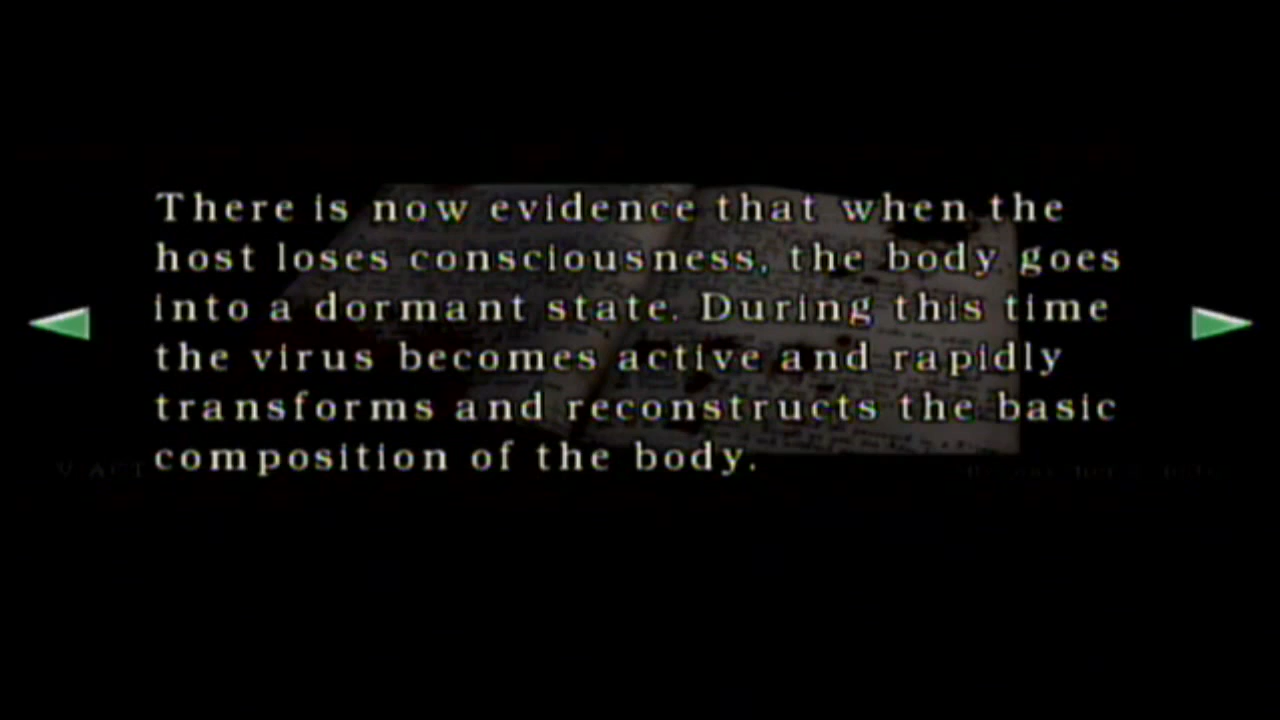 There is now evidence that when the
host loses consciousness, the body goes
into a dormant state. During this time
the virus becomes active and rapidly
transforms and reconstructs the basic
composition of the body.